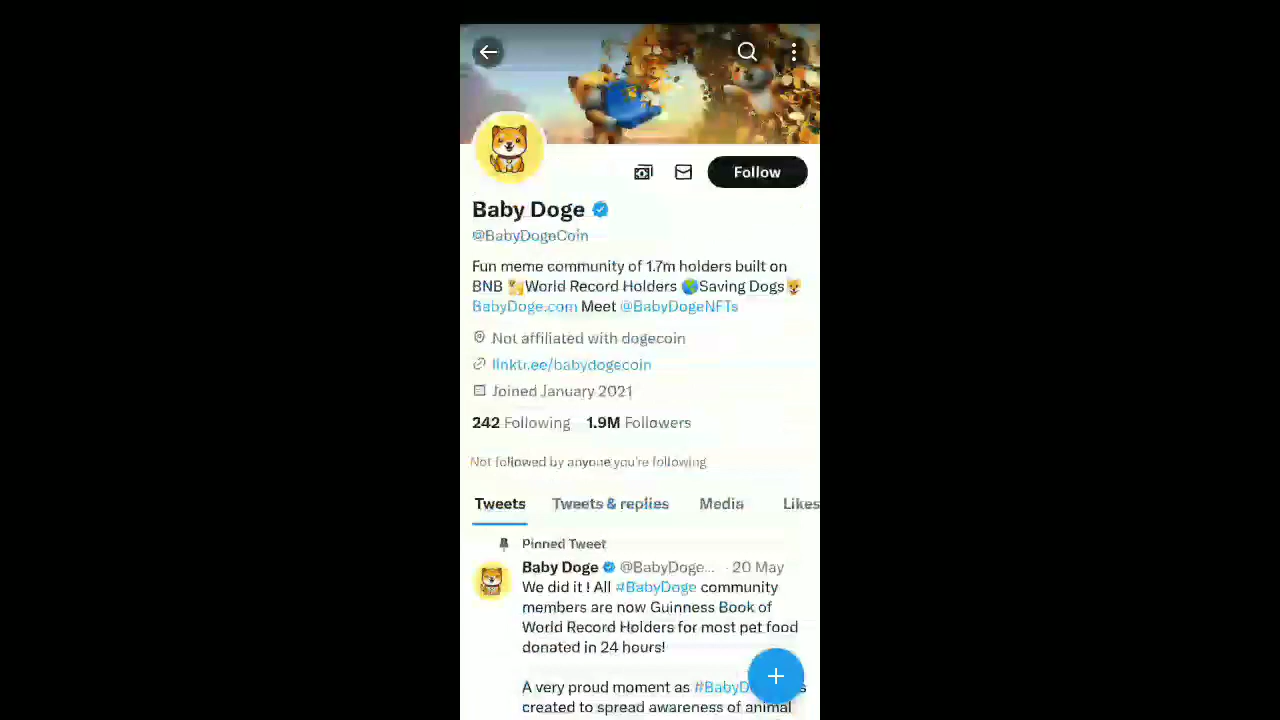 Follow
Baby Doge
@BabyDogeCoin
Fun meme community of 1.7m holders built on
BNB World Record Holders 🌎Saving Dogs🐶
BabyDoge.com Meet @BabyDogeNFTs
Not affiliated with dogecoin
linktr.ee/babydogecoin
Joined January 2021
242 Following 1.9M Followers
Not followed by anyone you're following
Tweets Tweets & replies Media Likes
Pinned Tweet
Baby Doge @BabyDoge... · 20 May
We did it ! All #BabyDoge community
members are now Guinness Book of
World Record Holders for most pet food
donated in 24 hours!
A very proud moment as
created to spread awareness of animal